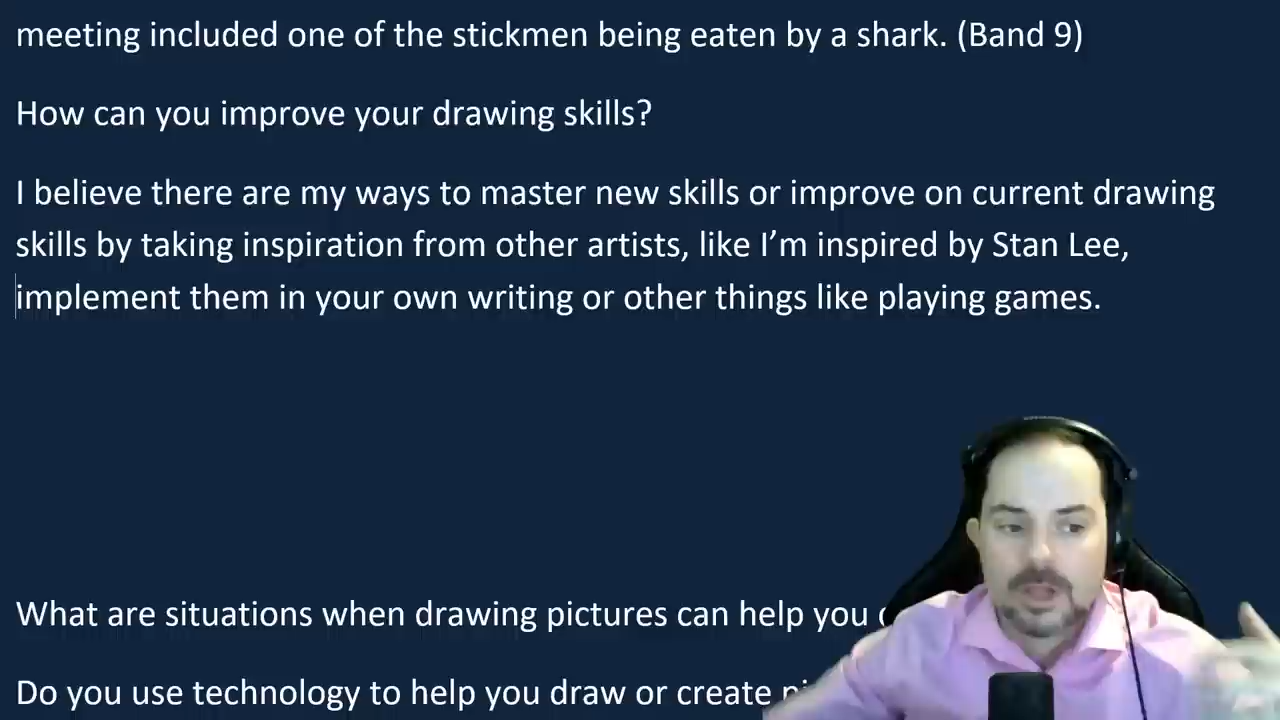 meeting included one of the stickmen being eaten by a shark. (Band 9)
How can you improve your drawing skills?
I believe there are my ways to master new skills or improve on current drawing
skills by taking inspiration from other artists, like I’m inspired by Stan Lee,
implement them in your own writing or other things like playing games.
What are situations when drawing pictures can help you
Do you use technology to help you draw or create